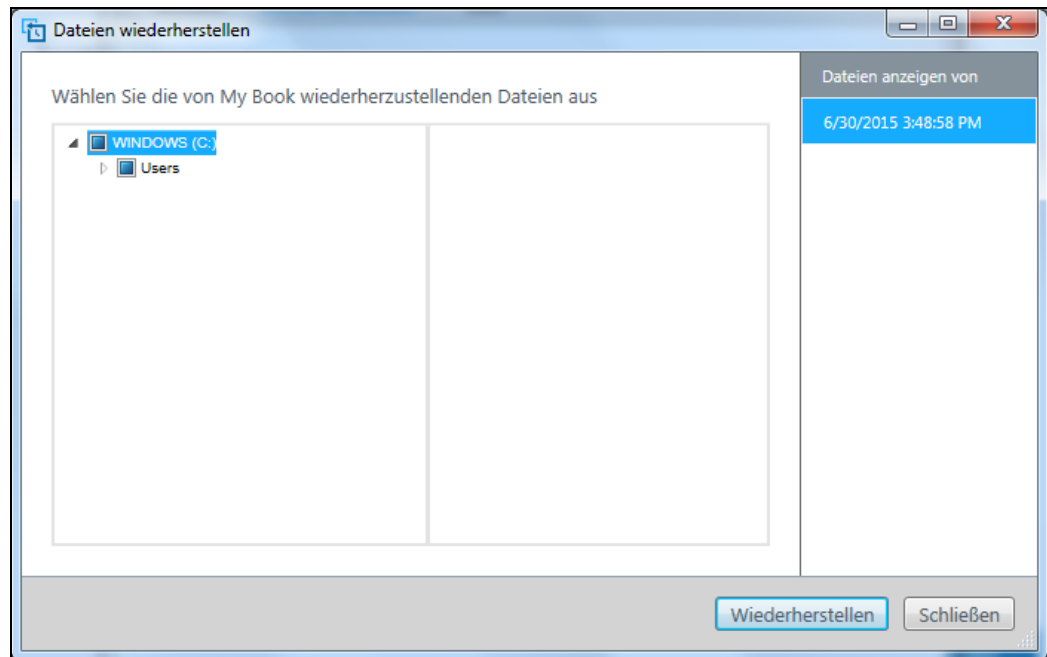 Dateien wiederherstellen
Wählen Sie die von My Book wiederherzustellenden Dateien aus
WINDOWS (C:)
Users
Dateien anzeigen von
6/30/2015 3:48:58 PM
Wiederherstellen
Schließen